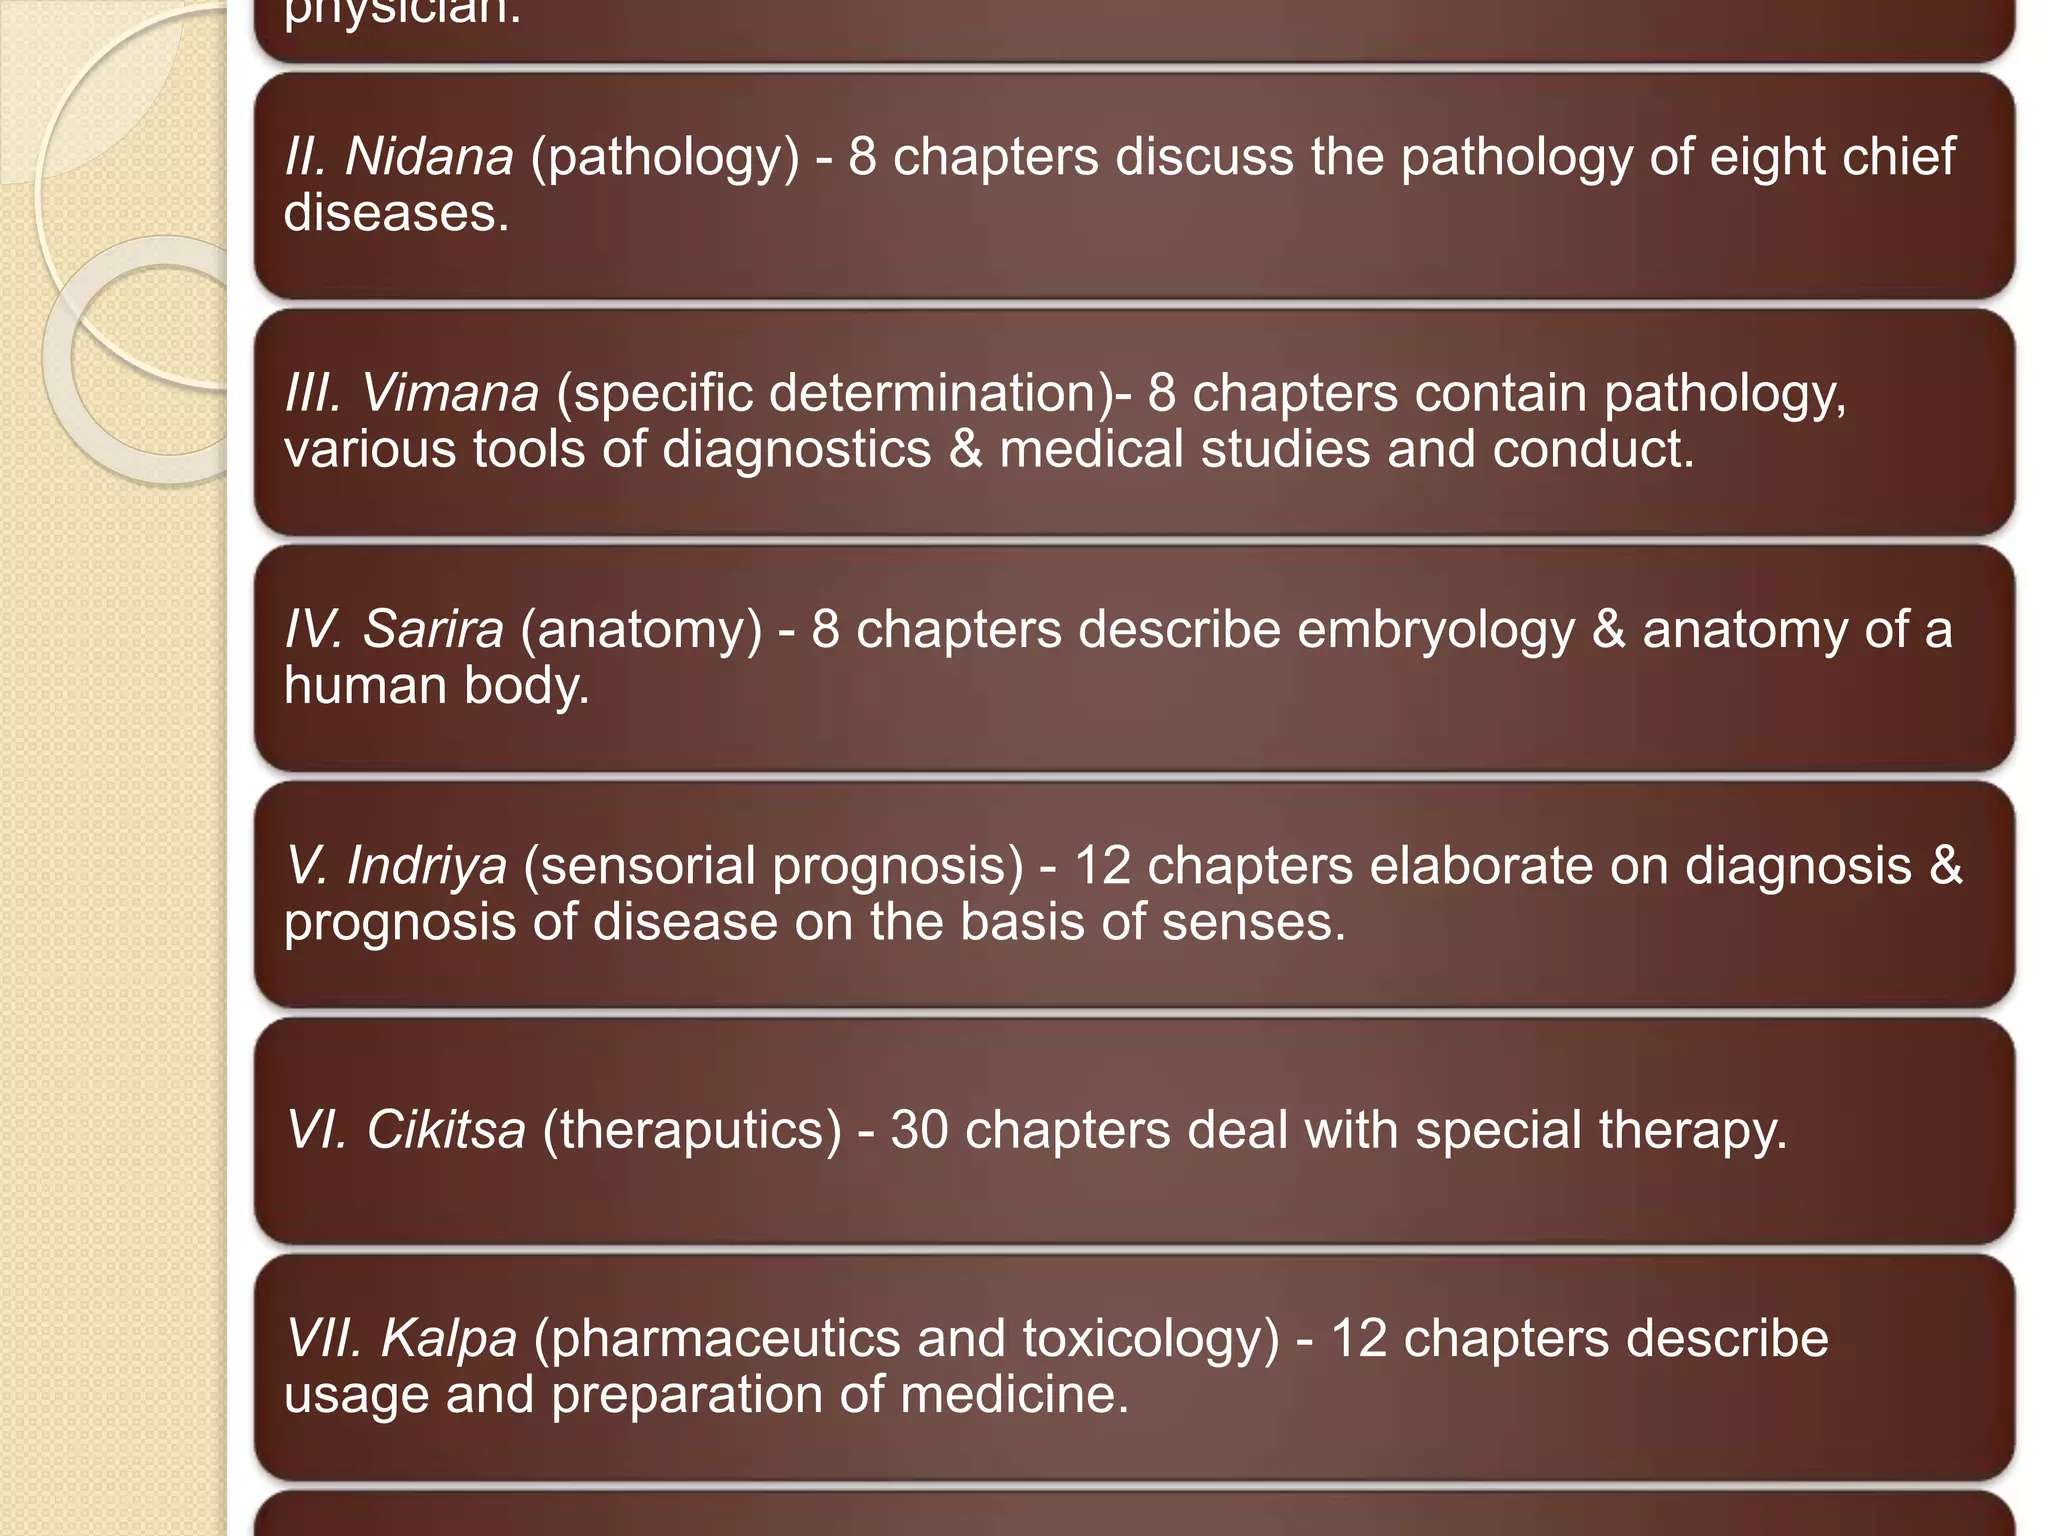 physician.
II. Nidana (pathology) - 8 chapters discuss the pathology of eight chief
diseases.
III. Vimana (specific determination)- 8 chapters contain pathology,
various tools of diagnostics & medical studies and conduct.
IV. Sarira (anatomy) - 8 chapters describe embryology & anatomy of a
human body.
V. Indriya (sensorial prognosis) - 12 chapters elaborate on diagnosis &
prognosis of disease on the basis of senses.
VI. Cikitsa (theraputics) - 30 chapters deal with special therapy.
VII. Kalpa (pharmaceutics and toxicology) - 12 chapters describe
usage and preparation of medicine.